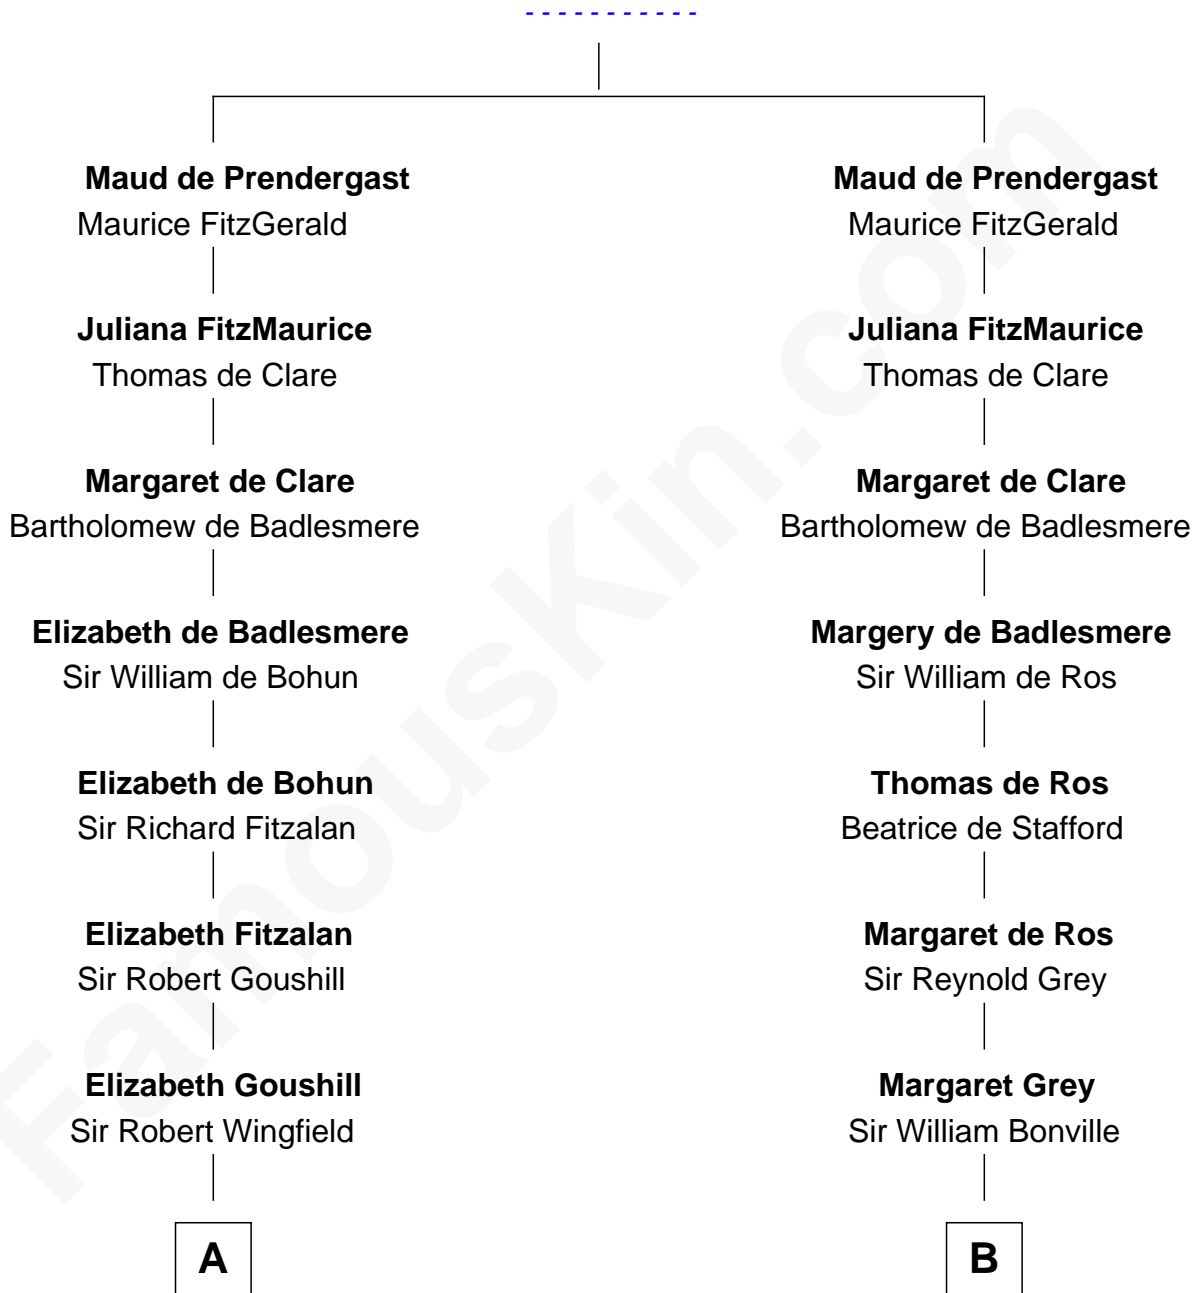 - - - - - - - - - - -
Maud de Prendergast
Maurice FitzGerald
Juliana FitzMaurice
Thomas de Clare
Margaret de Clare
Bartholomew de Badlesmere
Elizabeth de Badlesmere
Sir William de Bohun
Elizabeth de Bohun
Sir Richard Fitzalan
Elizabeth Fitzalan
Sir Robert Goushill
Elizabeth Goushill
Sir Robert Wingfield
A
Maud de Prendergast
Maurice FitzGerald
Juliana FitzMaurice
Thomas de Clare
Margaret de Clare
Bartholomew de Badlesmere
Margery de Badlesmere
Sir William de Ros
Thomas de Ros
Beatrice de Stafford
Margaret de Ros
Sir Reynold Grey
Margaret Grey
Sir William Bonville
B
FamousKin.com